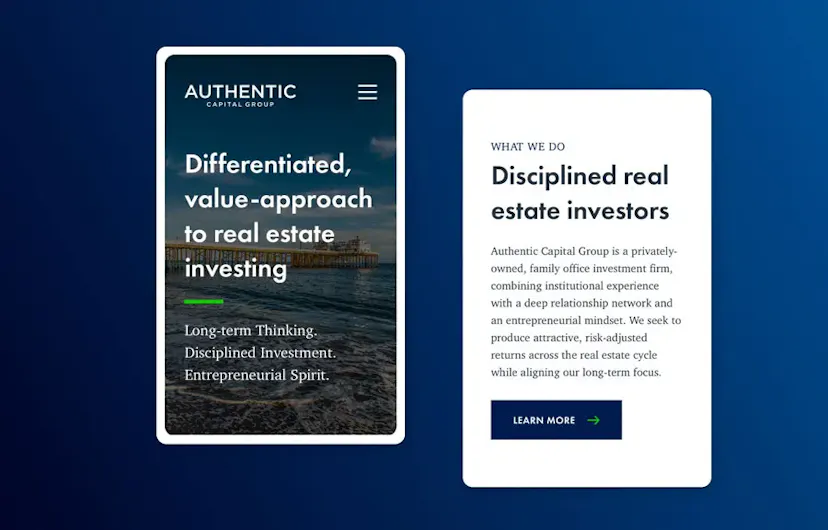 AUTHENTIC
CAPITAL GROUP
Differentiated,
value-approach
to real estate
investing
Long-term Thinking.
Disciplined Investment.
Entrepreneurial Spirit.
WHAT WE DO
Disciplined real
estate investors
Authentic Capital Group is a privately-
owned, family office investment firm,
combining institutional experience
with a deep relationship network and
an entrepreneurial mindset. We seek to
produce attractive, risk-adjusted
returns across the real estate cycle
while aligning our long-term focus.
LEARN MORE